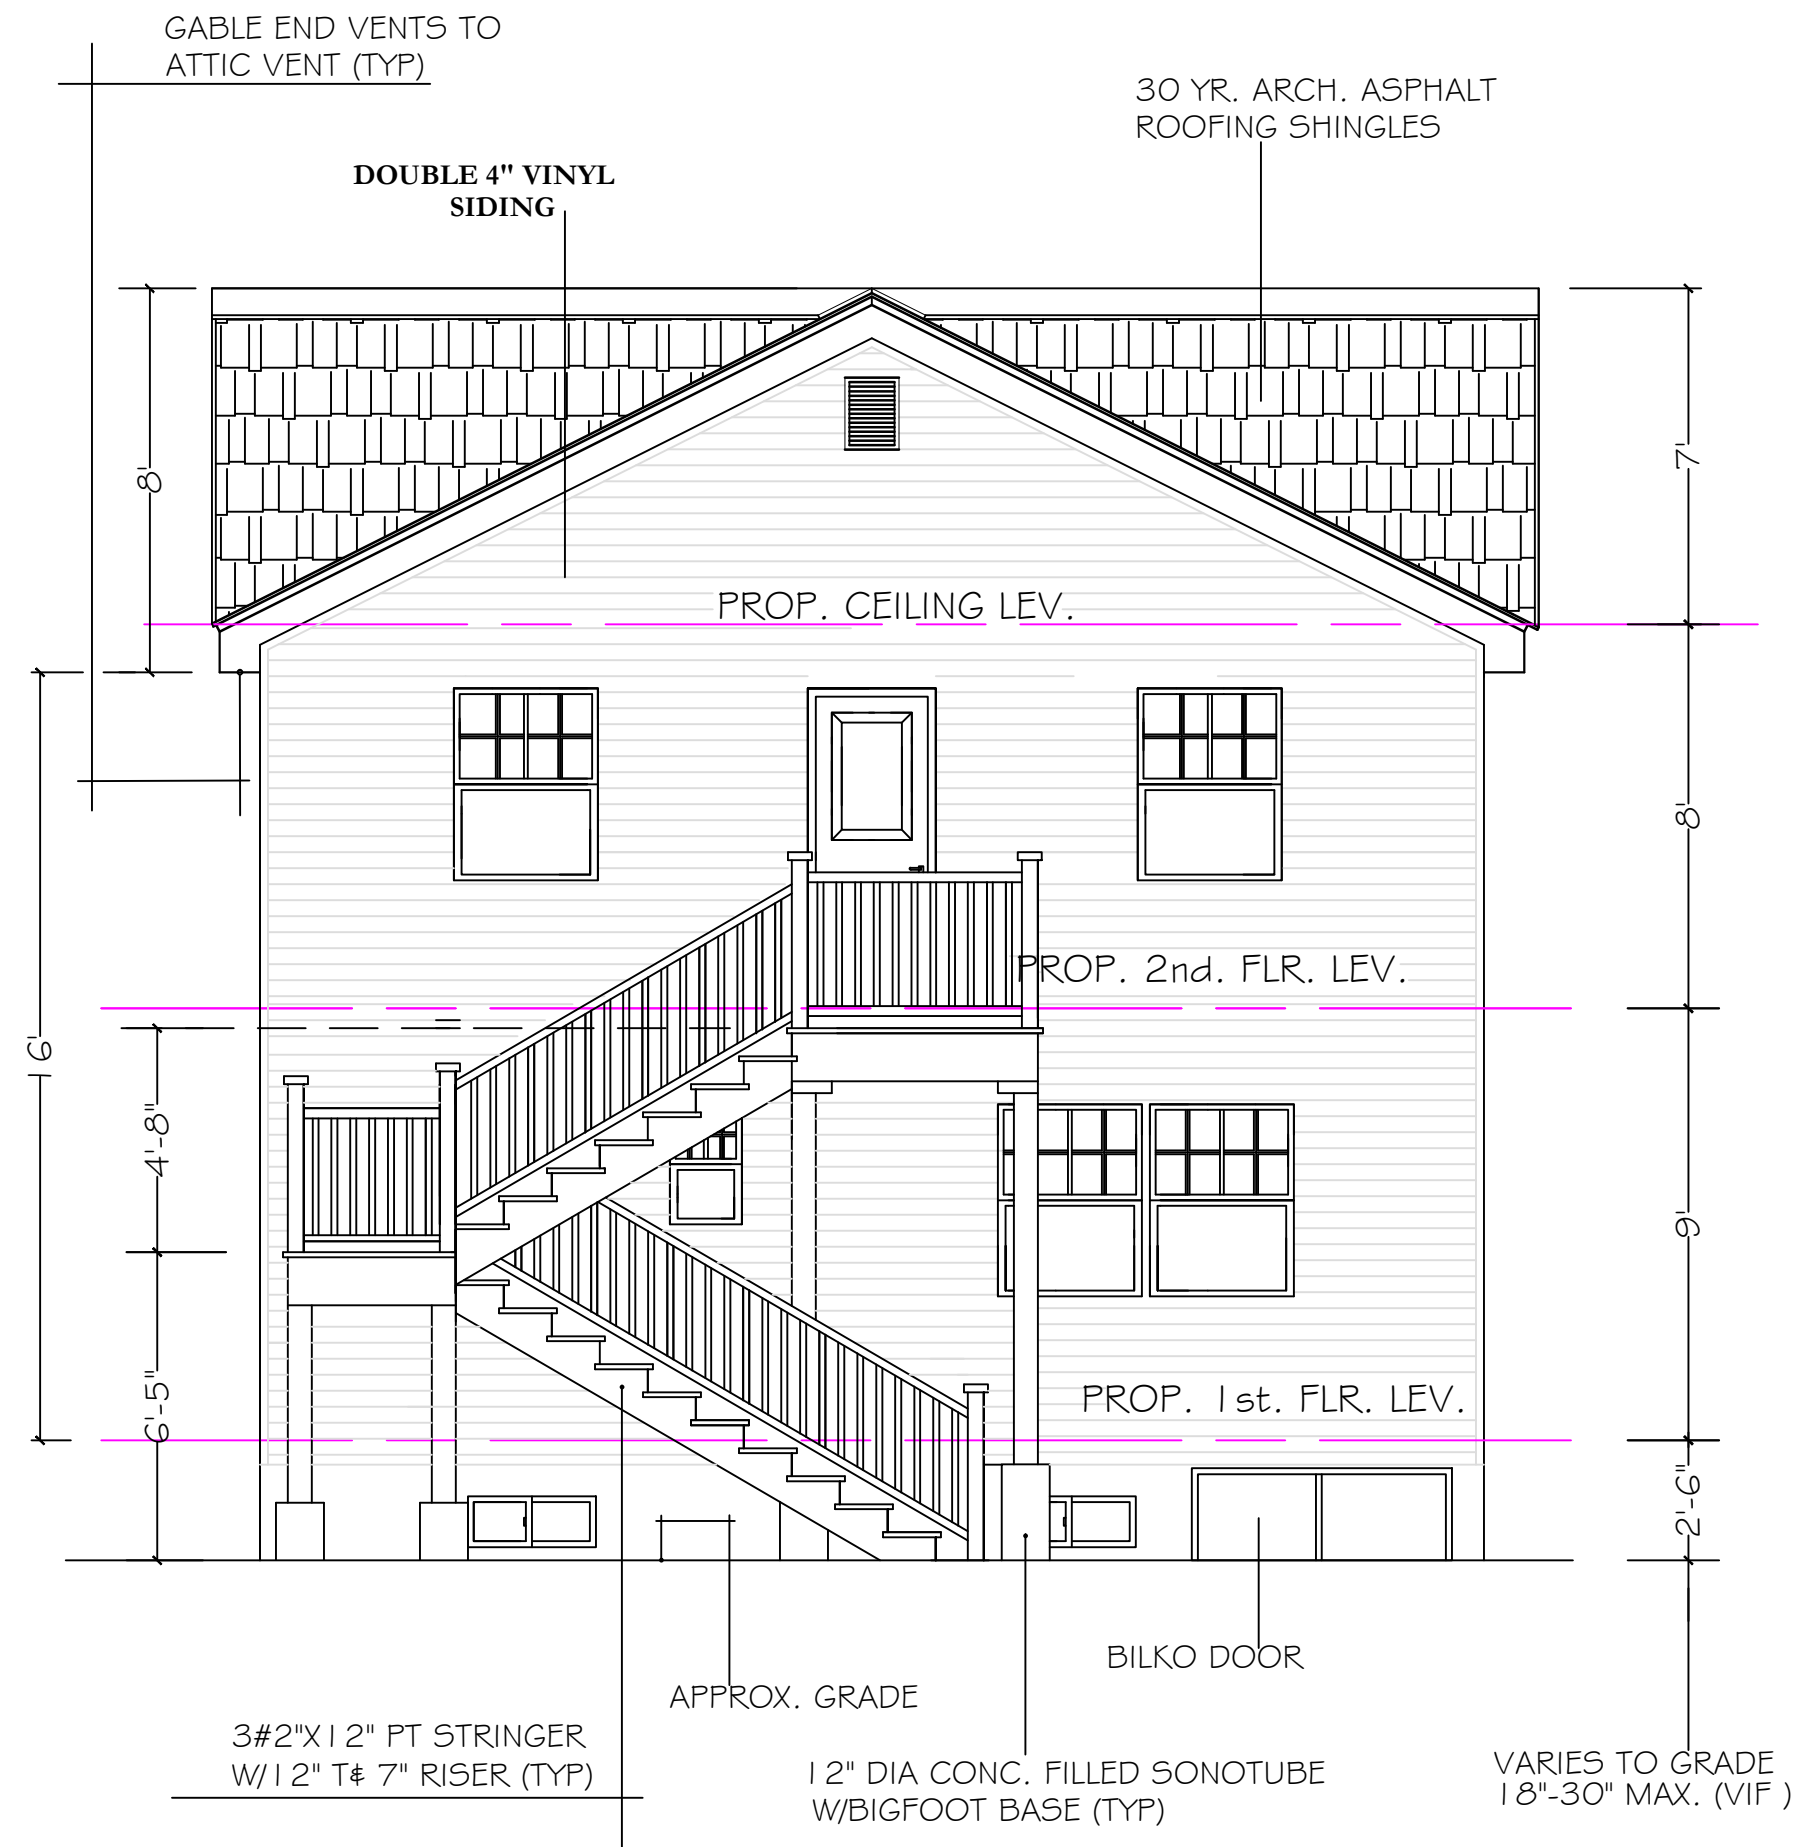 GABLE END VENTS TO
ATTIC VENT (TYP)
30 YR. ARCH. ASPHALT
ROOFING SHINGLES
DOUBLE 4" VINYL
SIDING
8'
7'
PROP. CEILING LEV.
8'
PROP. 2nd. FLR. LEV.
16'
4'-8"
9'
6'-5"
PROP. 1st. FLR. LEV.
2'-6"
BILKO DOOR
APPROX. GRADE
3#2"X12" PT STRINGER
W/12" T& 7" RISER (TYP)
12" DIA CONC. FILLED SONOTUBE
W/BIGFOOT BASE (TYP)
VARIES TO GRADE
18"-30" MAX. (VIF )